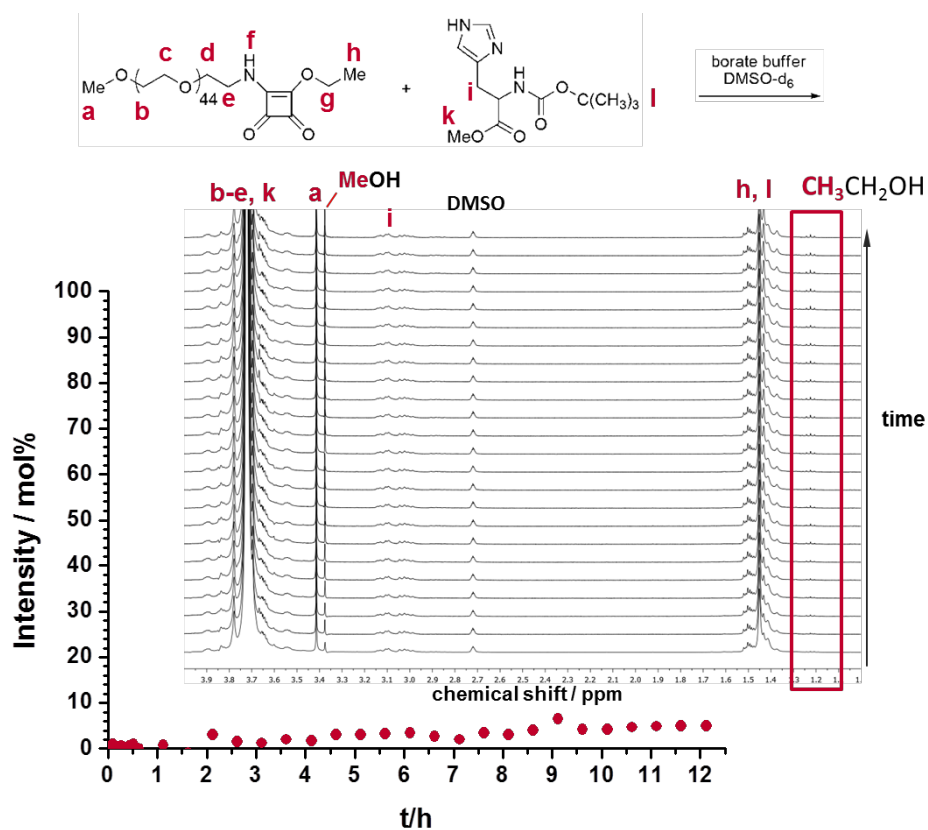 HN
N
H
N
O
O
C(CH3)3
O
MeO
O
i
k
l
+
borate buffer
DMSO-d6
f
H
N
c
d
h
O
O
O
Me
Me
44
e
g
a
b
O
O
b-e, k
a
MeOH
i
DMSO
h, l
CH3CH2OH
time
3.9 3.8 3.7 3.6 3.5 3.4 3.3 3.2 3.1 3.0 2.9 2.8 2.7 2.6 2.5 2.4 2.3 2.2 2.1 2.0 1.9 1.8 1.7 1.6 1.5 1.4 1.3 1.2 1.1
chemical shift / ppm
Intensity / mol%
100
90
80
70
60
50
40
30
20
10
0
0 1 2 3 4 5 6 7 8 9 10 11 12
t/h